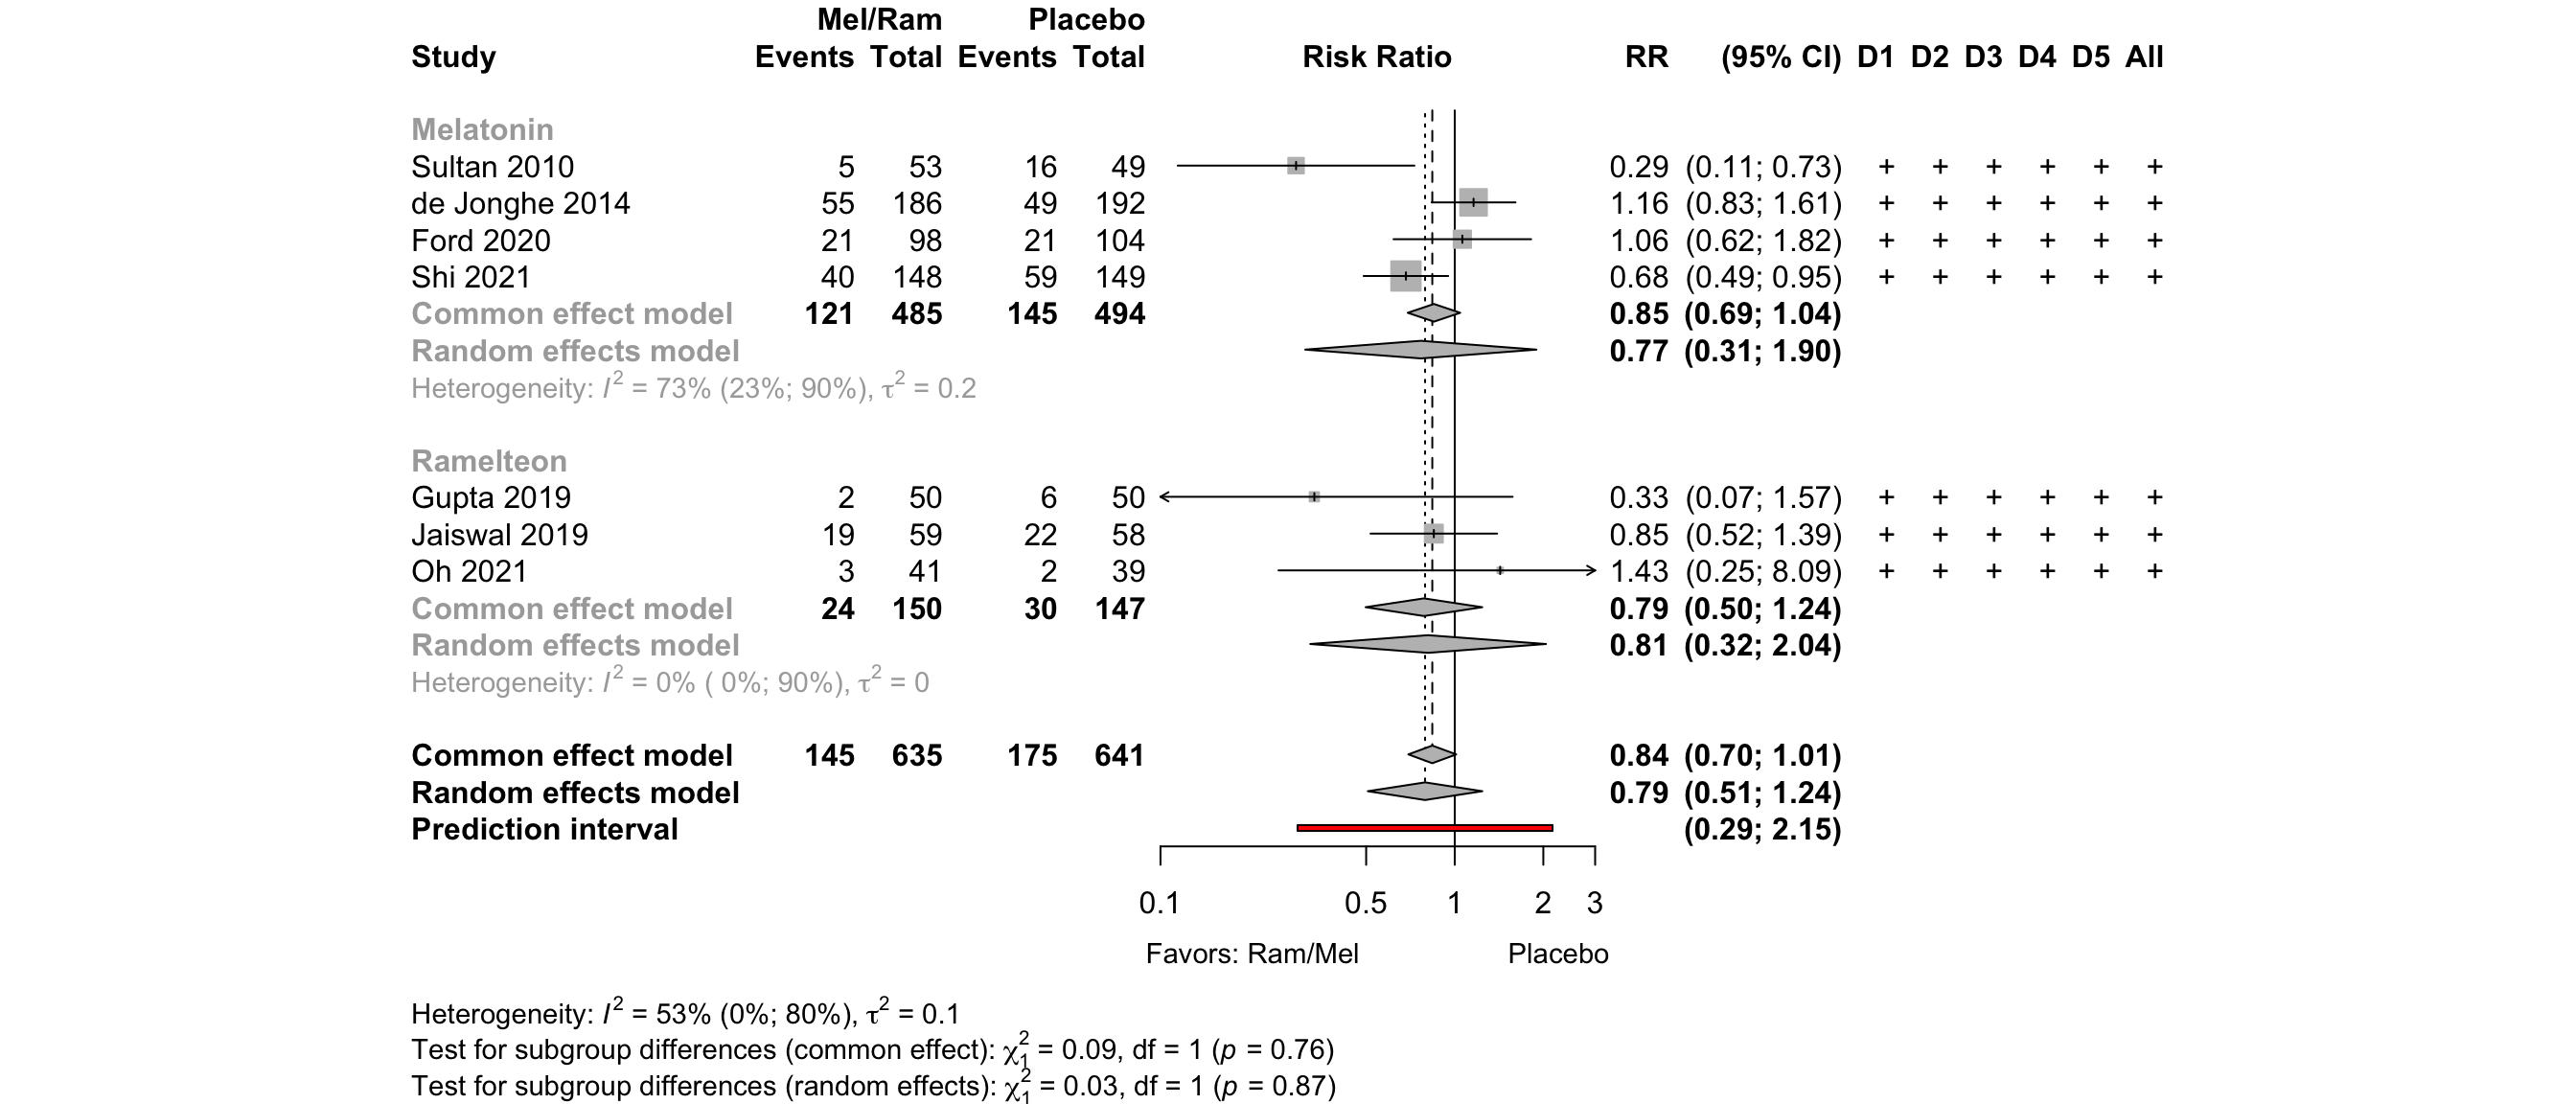 Mel/Ram Placebo
Study Events Total Events Total Risk Ratio RR (95% CI) D1 D2 D3 D4 D5 All
Melatonin
Sultan 2010 5 53 16 49 0.29 (0.11; 0.73) + + + + + +
de Jonghe 2014 55 186 49 192 1.16 (0.83; 1.61) + + + + + +
Ford 2020 21 98 21 104 1.06 (0.62; 1.82) + + + + + +
Shi 2021 40 148 59 149 0.68 (0.49; 0.95) + + + + + +
Common effect model 121 485 145 494 0.85 (0.69; 1.04)
Random effects model 0.77 (0.31; 1.90)
Heterogeneity: I² = 73% (23%; 90%), τ² = 0.2
Ramelteon
Gupta 2019 2 50 6 50 0.33 (0.07; 1.57) + + + + + +
Jaiswal 2019 19 59 22 58 0.85 (0.52; 1.39) + + + + + +
Oh 2021 3 41 2 39 1.43 (0.25; 8.09) + + + + + +
Common effect model 24 150 30 147 0.79 (0.50; 1.24)
Random effects model 0.81 (0.32; 2.04)
Heterogeneity: I² = 0% ( 0%; 90%), τ² = 0
Common effect model 145 635 175 641 0.84 (0.70; 1.01)
Random effects model 0.79 (0.51; 1.24)
Prediction interval (0.29; 2.15)
0.1 0.5 1 2 3
Favors: Ram/Mel Placebo
Heterogeneity: I² = 53% (0%; 80%), τ² = 0.1
Test for subgroup differences (common effect): χ₁² = 0.09, df = 1 (p = 0.76)
Test for subgroup differences (random effects): χ₁² = 0.03, df = 1 (p = 0.87)